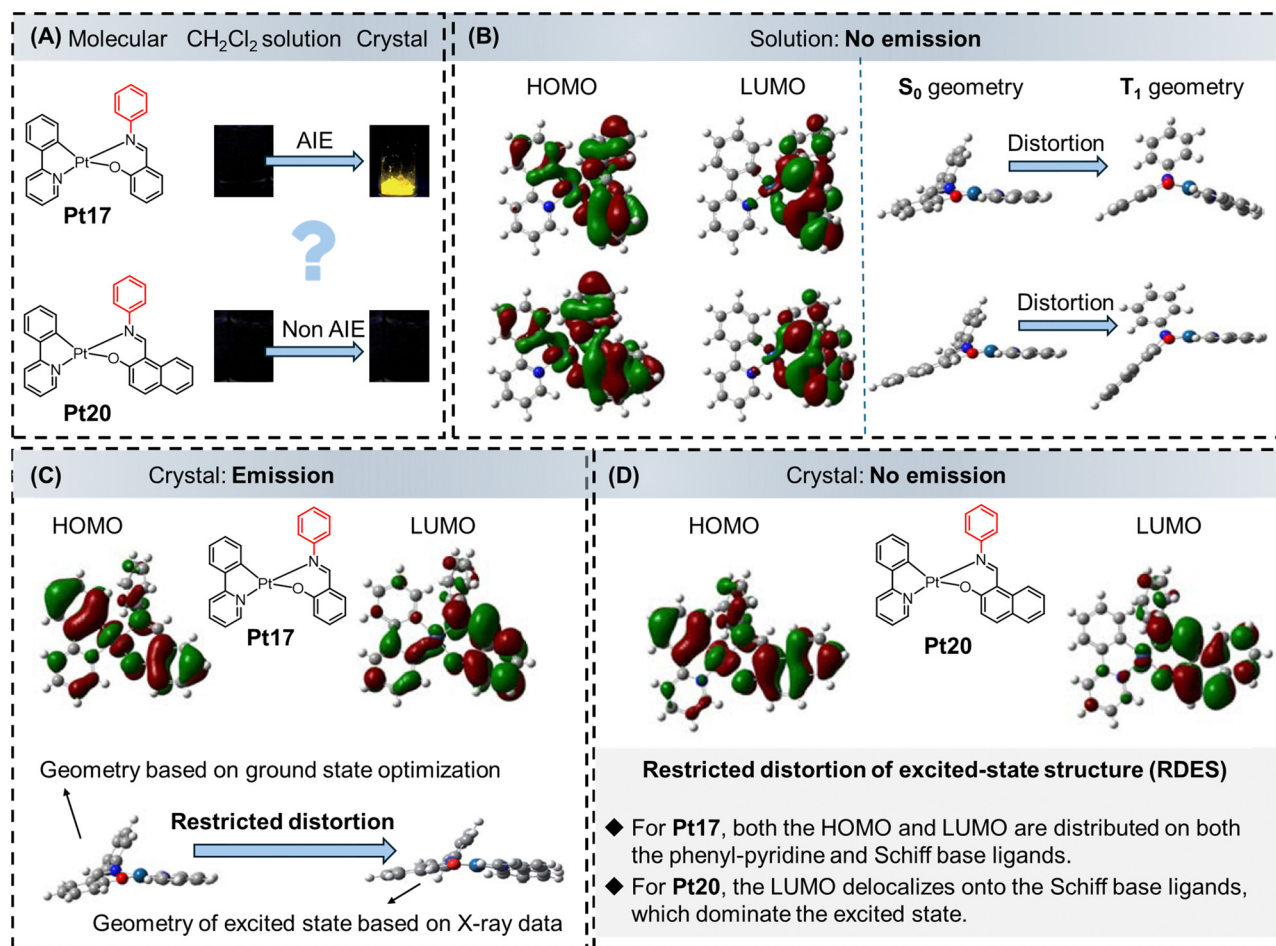 (A) Molecular CH₂Cl₂ solution Crystal
N
Pt
N
O
Pt17
AIE
?
N
Pt
N
O
Pt20
Non AIE
(B) Solution: No emission
HOMO LUMO S₀ geometry T₁ geometry
Distortion
Distortion
(C) Crystal: Emission
HOMO LUMO
N
Pt
N
O
Pt17
Geometry based on ground state optimization
Restricted distortion
Geometry of excited state based on X-ray data
(D) Crystal: No emission
HOMO LUMO
N
Pt
N
O
Pt20
Restricted distortion of excited-state structure (RDES)
◆ For Pt17, both the HOMO and LUMO are distributed on both
the phenyl-pyridine and Schiff base ligands.
◆ For Pt20, the LUMO delocalizes onto the Schiff base ligands,
which dominate the excited state.